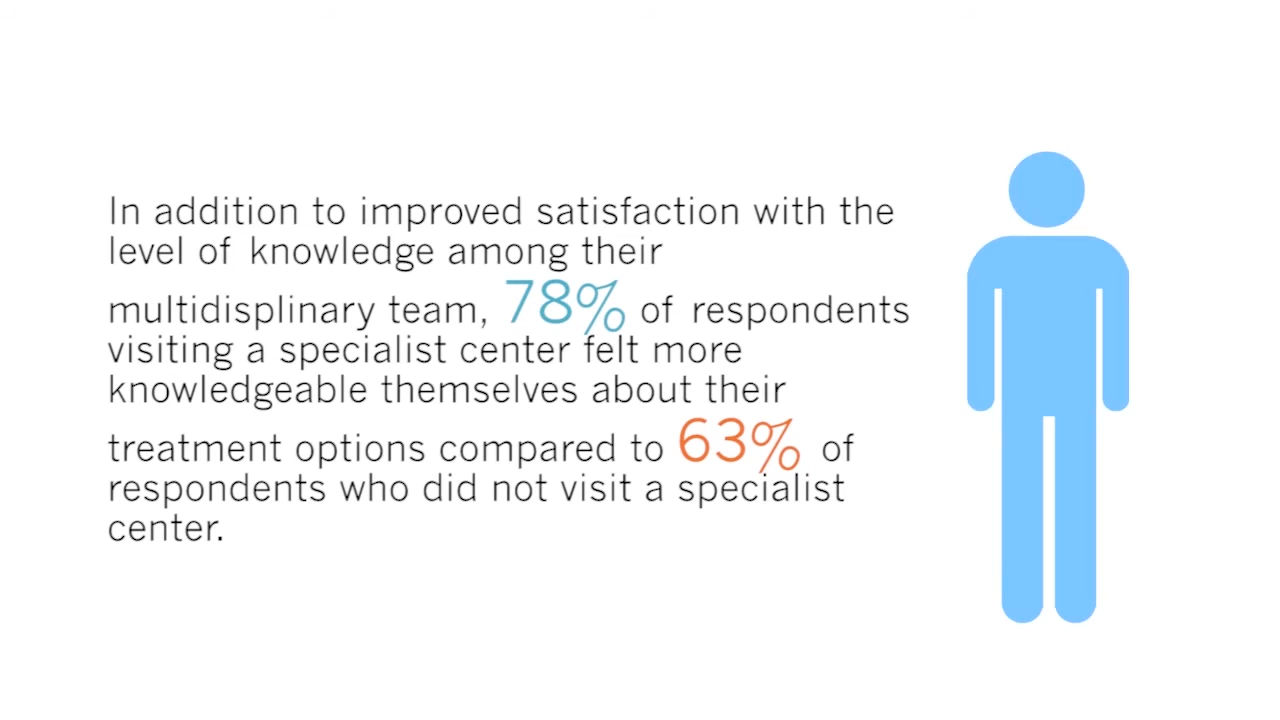 In addition to improved satisfaction with the
level of knowledge among their
multidisplinary team, 78% of respondents
visiting a specialist center felt more
knowledgeable themselves about their
treatment options compared to 63% of
respondents who did not visit a specialist
center.